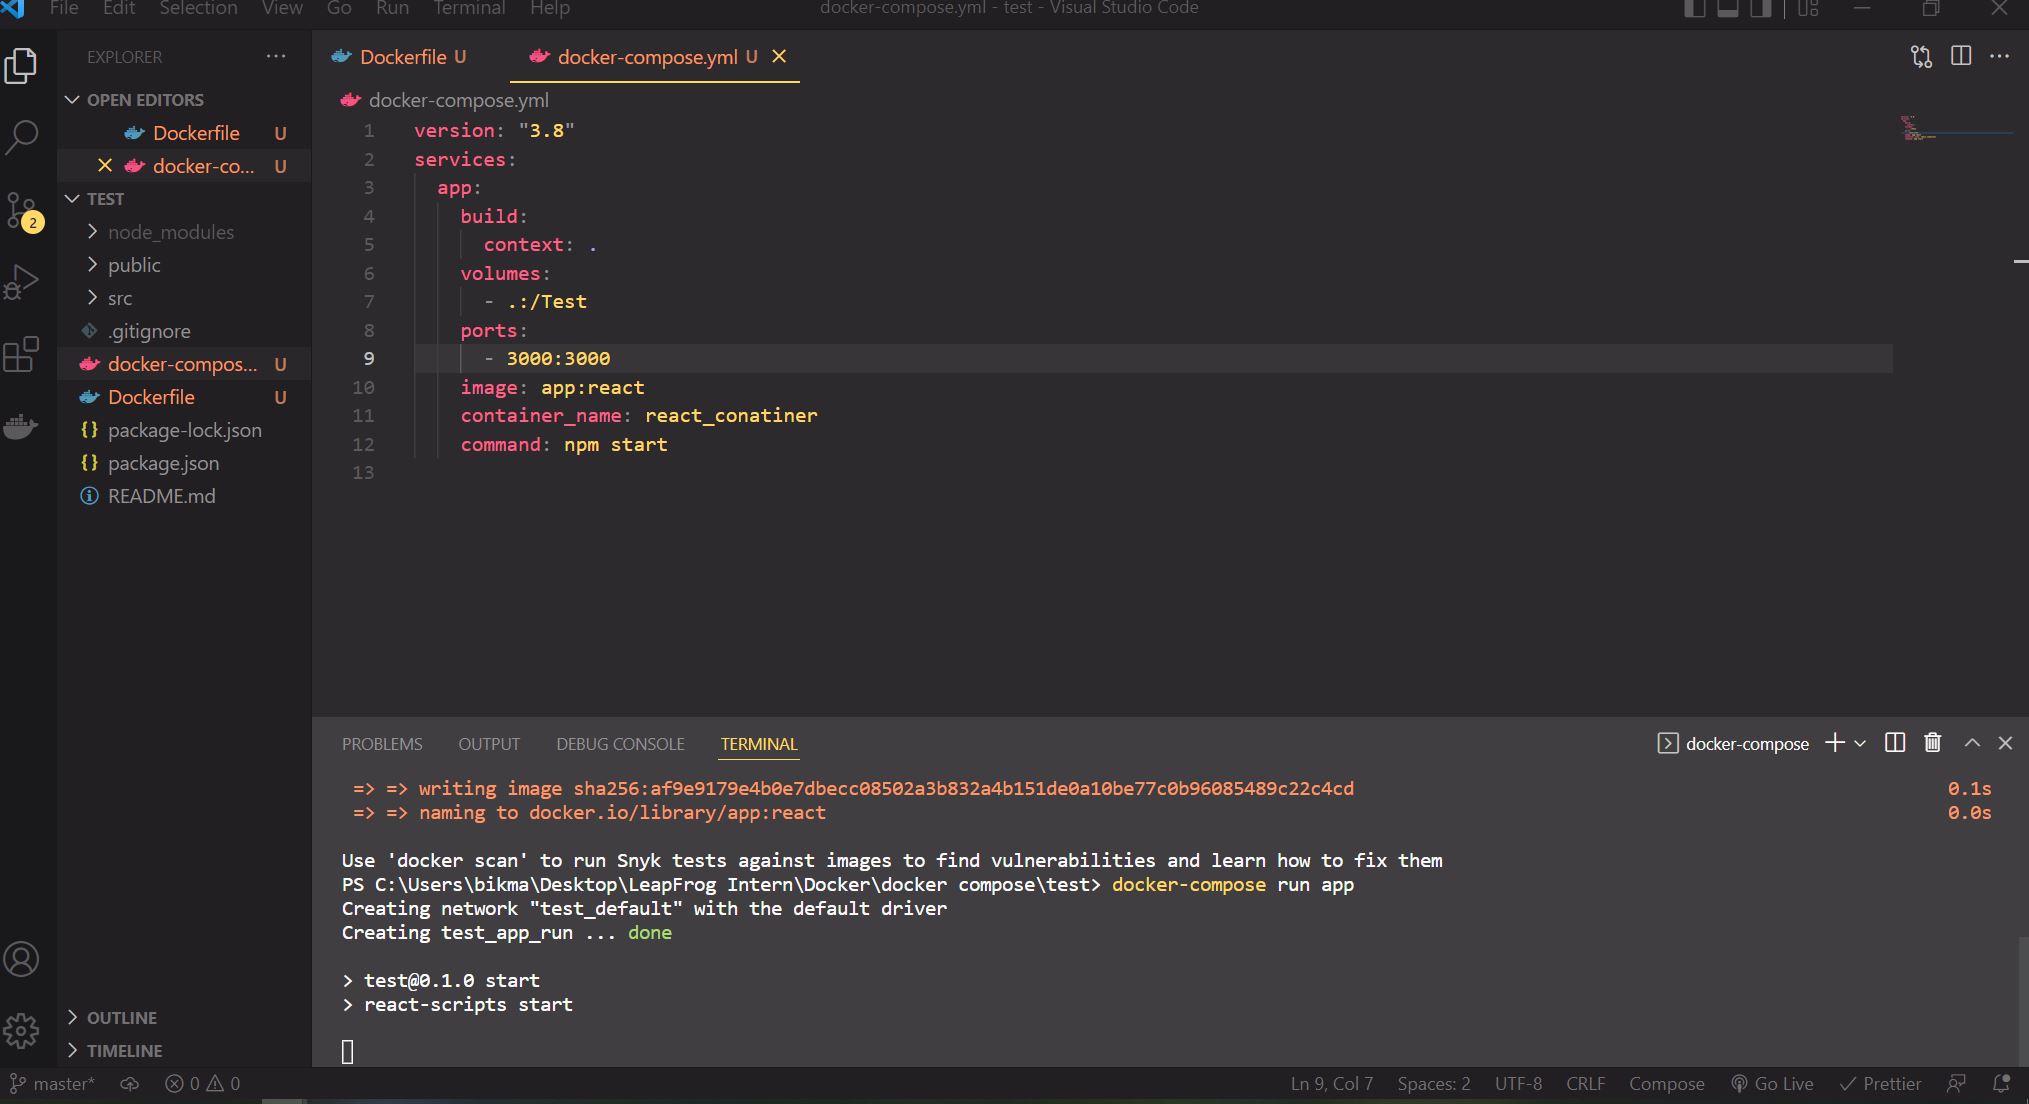 File Edit Selection View Go Run Terminal Help docker-compose.yml - test - Visual Studio Code
EXPLORER ···
Dockerfile U docker-compose.yml U
docker-compose.yml
OPEN EDITORS
Dockerfile U
docker-co... U
TEST
node_modules
public
src
.gitignore
docker-compos... U
Dockerfile U
package-lock.json
package.json
README.md
2
OUTLINE
TIMELINE
1 version: "3.8"
2 services:
3 app:
4 build:
5 context: .
6 volumes:
7 - .:/Test
8 ports:
9 - 3000:3000
10 image: app:react
11 container_name: react_conatiner
12 command: npm start
13
PROBLEMS OUTPUT DEBUG CONSOLE TERMINAL docker-compose
=> => writing image sha256:af9e9179e4b0e7dbecc08502a3b832a4b151de0a10be77c0b96085489c22c4cd 0.1s
=> => naming to docker.io/library/app:react 0.0s
Use 'docker scan' to run Snyk tests against images to find vulnerabilities and learn how to fix them
PS C:\Users\bikma\Desktop\LeapFrog Intern\Docker\docker compose\test> docker-compose run app
Creating network "test_default" with the default driver
Creating test_app_run ... done
> test@0.1.0 start
> react-scripts start
master* 0 0 Ln 9, Col 7 Spaces: 2 UTF-8 CRLF Compose Go Live Prettier